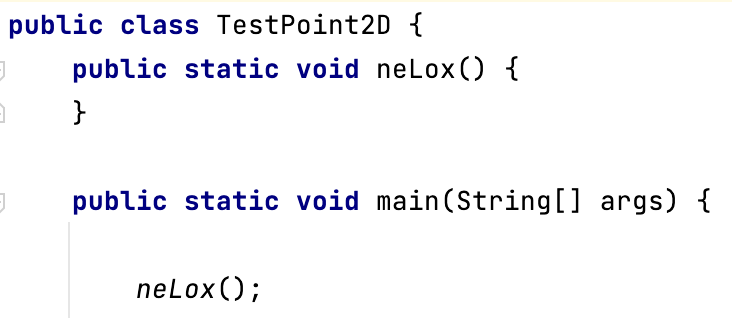 public class TestPoint2D {
    public static void neLox() {
    }
    public static void main(String[] args) {
        neLox();